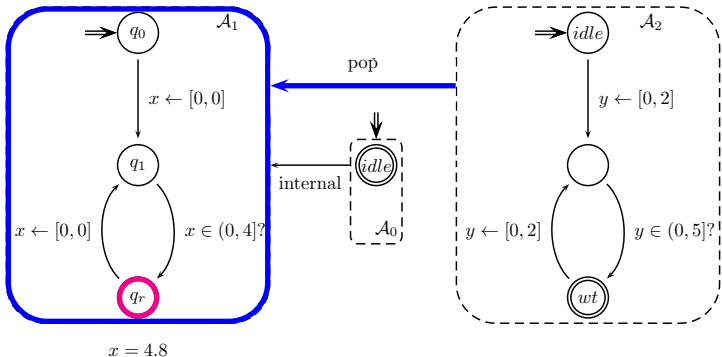 q₀
𝒜₁
idle
𝒜₂
pop
x ← [0, 0]
y ← [0, 2]
q₁
idle
internal
x ← [0, 0]
x ∈ (0, 4]?
𝒜₀
y ← [0, 2]
y ∈ (0, 5]?
qᵣ
wt
x = 4.8